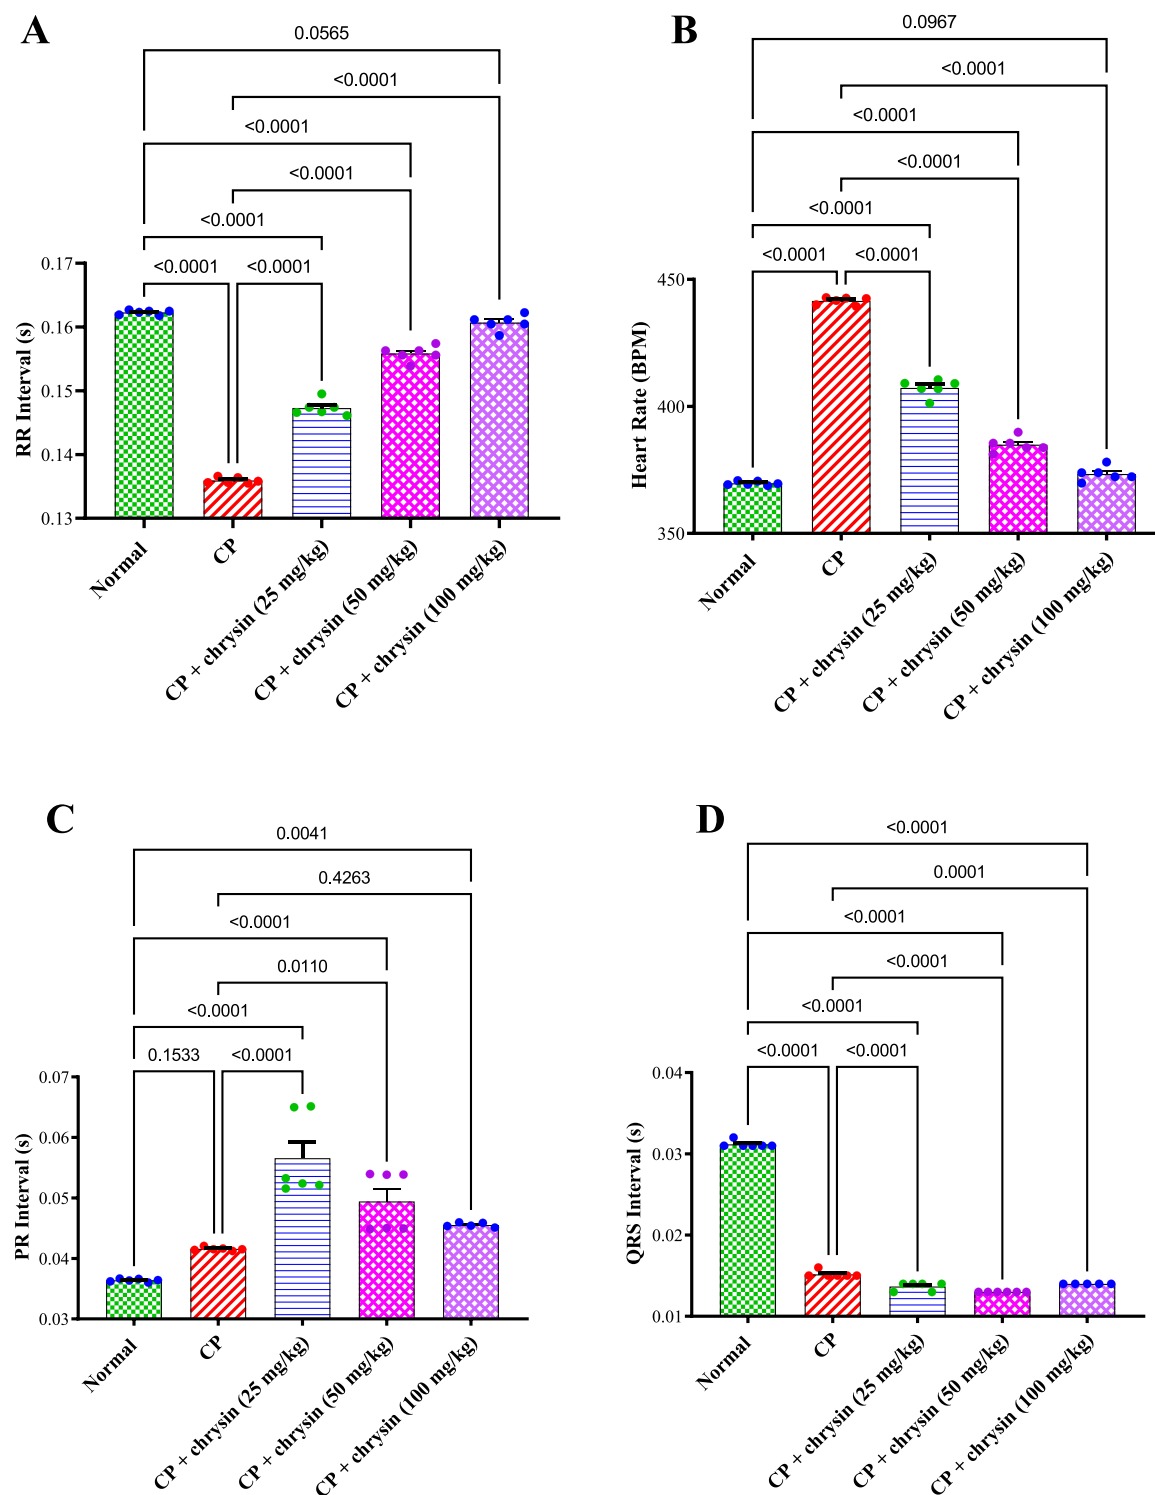 A
0.0565
<0.0001
<0.0001
<0.0001
<0.0001
<0.0001 <0.0001
0.17
0.16
0.15
0.14
0.13
RR Interval (s)
Normal
CP
CP + chrysin (25 mg/kg)
CP + chrysin (50 mg/kg)
CP + chrysin (100 mg/kg)
B
0.0967
<0.0001
<0.0001
<0.0001
<0.0001
<0.0001 <0.0001
450
400
350
Heart Rate (BPM)
Normal
CP
CP + chrysin (25 mg/kg)
CP + chrysin (50 mg/kg)
CP + chrysin (100 mg/kg)
C
0.0041
0.4263
<0.0001
0.0110
<0.0001
0.1533 <0.0001
0.07
0.06
0.05
0.04
0.03
PR Interval (s)
Normal
CP
CP + chrysin (25 mg/kg)
CP + chrysin (50 mg/kg)
CP + chrysin (100 mg/kg)
D
<0.0001
0.0001
<0.0001
<0.0001
<0.0001
<0.0001 <0.0001
0.04
0.03
0.02
0.01
QRS Interval (s)
Normal
CP
CP + chrysin (25 mg/kg)
CP + chrysin (50 mg/kg)
CP + chrysin (100 mg/kg)